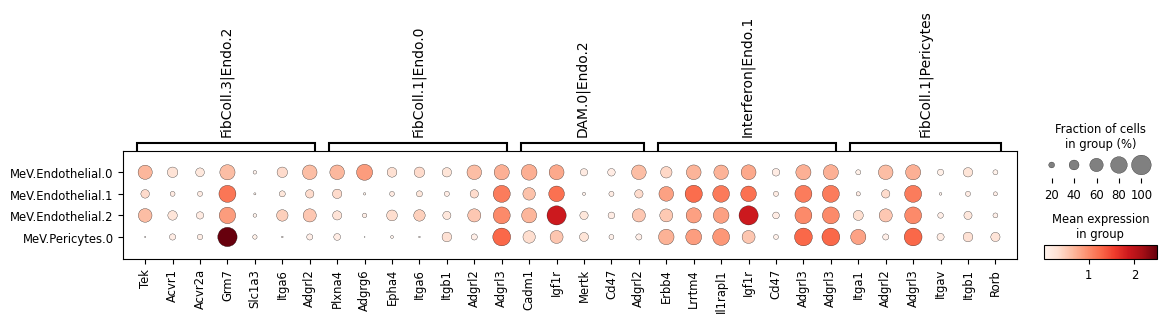 FibColl.3|Endo.2
FibColl.1|Endo.0
DAM.0|Endo.2
Interferon|Endo.1
FibColl.1|Pericytes
MeV.Endothelial.0
MeV.Endothelial.1
MeV.Endothelial.2
MeV.Pericytes.0
Tek
Acvr1
Acvr2a
Grm7
Slc1a3
Itga6
Adgrl2
Plxna4
Adgrg6
Epha4
Itga6
Itgb1
Adgrl2
Adgrl3
Cadm1
Igf1r
Mertk
Cd47
Adgrl2
Erbb4
Lrrtm4
Il1rapl1
Igf1r
Cd47
Adgrl3
Adgrl3
Itga1
Adgrl2
Adgrl3
Itgav
Itgb1
Rorb
Fraction of cells
in group (%)
20 40 60 80 100
Mean expression
in group
1 2